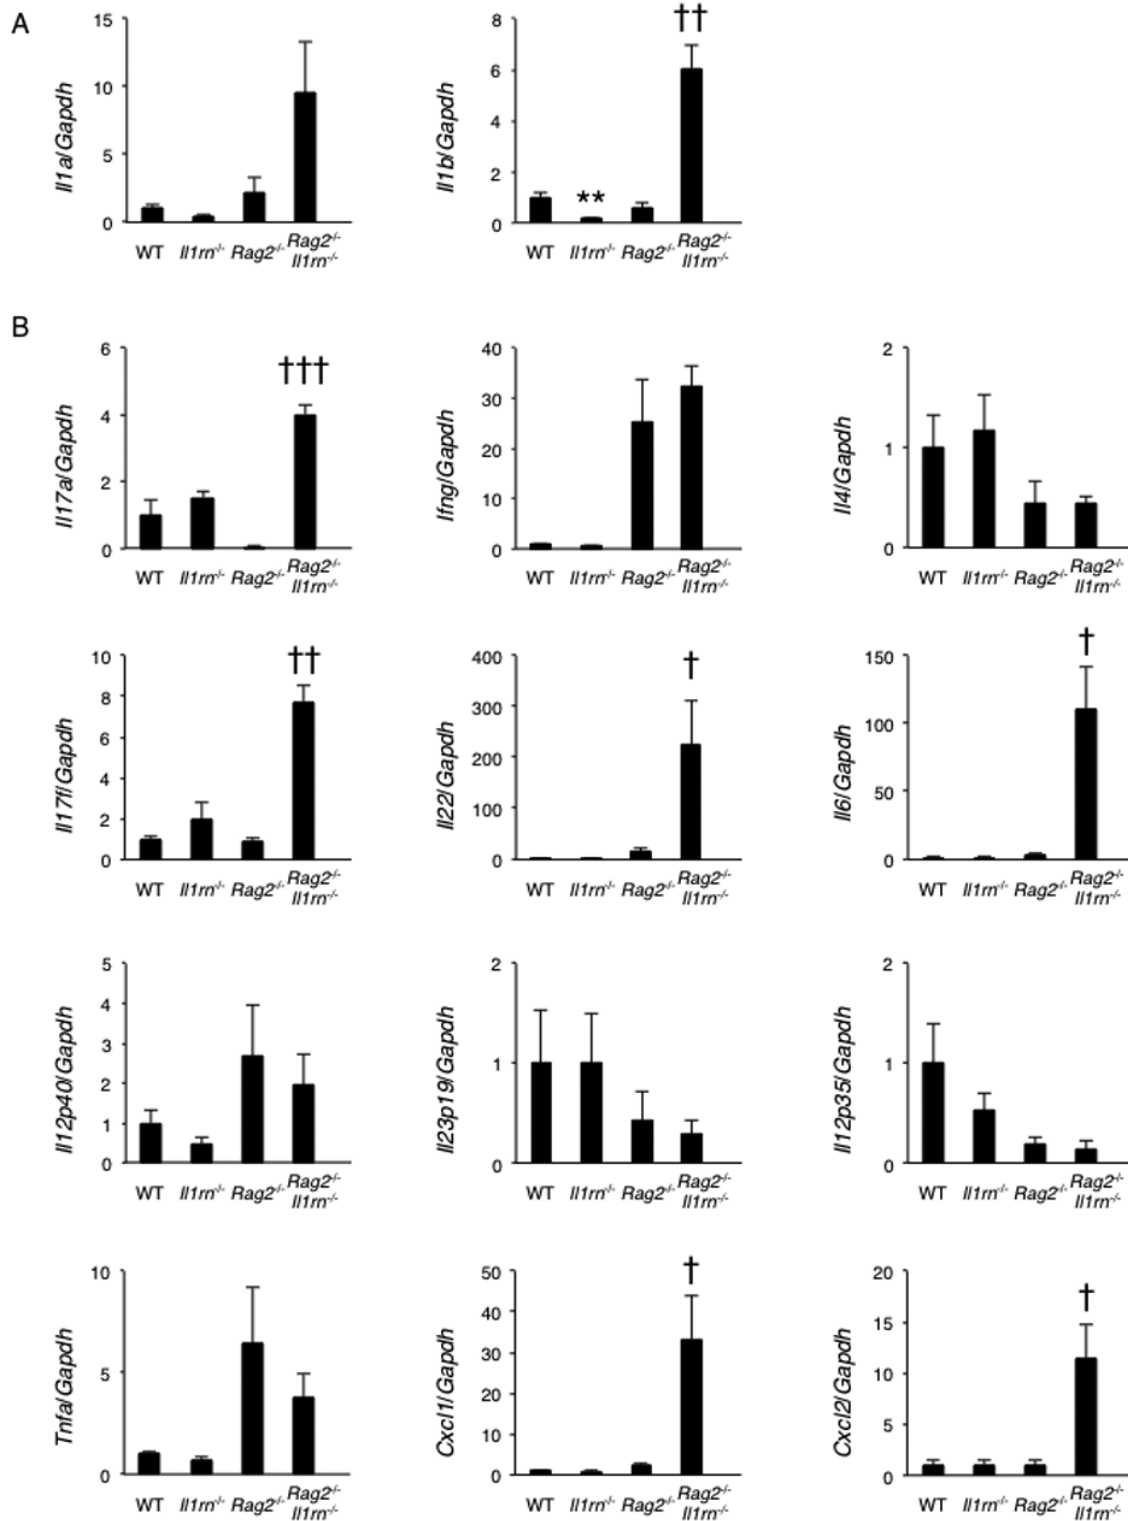 A
Il1a/Gapdh
15
10
5
0
WT Il1rn-/- Rag2-/- Rag2-/- Il1rn-/-
Il1b/Gapdh
8
††
6
4
2
**
0
WT Il1rn-/- Rag2-/- Rag2-/- Il1rn-/-
B
Il17a/Gapdh
6
†††
4
2
0
WT Il1rn-/- Rag2-/- Rag2-/- Il1rn-/-
Ifng/Gapdh
40
30
20
10
0
WT Il1rn-/- Rag2-/- Rag2-/- Il1rn-/-
Il4/Gapdh
2
1
0
WT Il1rn-/- Rag2-/- Rag2-/- Il1rn-/-
Il17f/Gapdh
10
††
8
6
4
2
0
WT Il1rn-/- Rag2-/- Rag2-/- Il1rn-/-
Il22/Gapdh
400
†
300
200
100
0
WT Il1rn-/- Rag2-/- Rag2-/- Il1rn-/-
Il6/Gapdh
†
150
100
50
0
WT Il1rn-/- Rag2-/- Rag2-/- Il1rn-/-
Il12p40/Gapdh
5
4
3
2
1
0
WT Il1rn-/- Rag2-/- Rag2-/- Il1rn-/-
Il23p19/Gapdh
2
1
0
WT Il1rn-/- Rag2-/- Rag2-/- Il1rn-/-
Il12p35/Gapdh
2
1
0
WT Il1rn-/- Rag2-/- Rag2-/- Il1rn-/-
Tnfa/Gapdh
10
5
0
WT Il1rn-/- Rag2-/- Rag2-/- Il1rn-/-
Cxcl1/Gapdh
50
†
40
30
20
10
0
WT Il1rn-/- Rag2-/- Rag2-/- Il1rn-/-
Cxcl2/Gapdh
20
†
15
10
5
0
WT Il1rn-/- Rag2-/- Rag2-/- Il1rn-/-